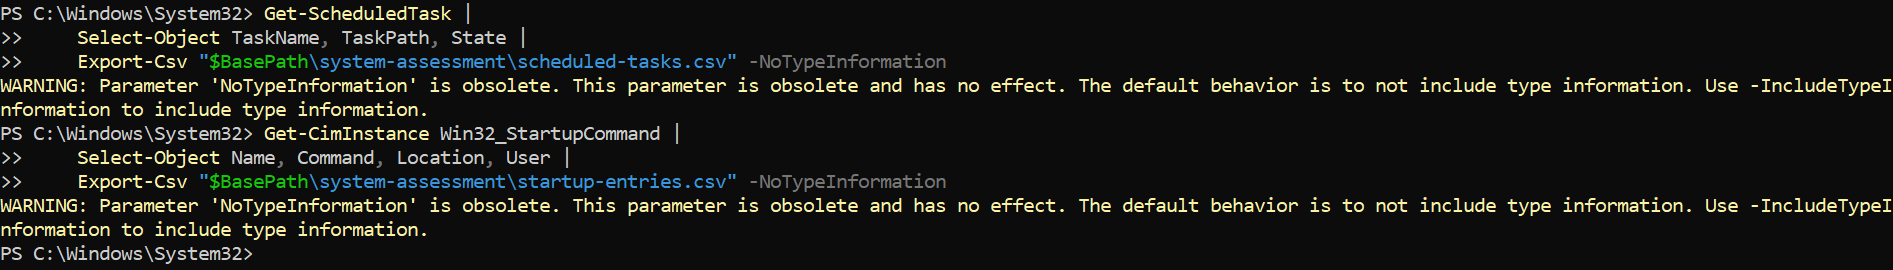 PS C:\Windows\System32> Get-ScheduledTask |
>>     Select-Object TaskName, TaskPath, State |
>>     Export-Csv "$BasePath\system-assessment\scheduled-tasks.csv" -NoTypeInformation
WARNING: Parameter 'NoTypeInformation' is obsolete. This parameter is obsolete and has no effect. The default behavior is to not include type information. Use -IncludeTypeI
nformation to include type information.
PS C:\Windows\System32> Get-CimInstance Win32_StartupCommand |
>>     Select-Object Name, Command, Location, User |
>>     Export-Csv "$BasePath\system-assessment\startup-entries.csv" -NoTypeInformation
WARNING: Parameter 'NoTypeInformation' is obsolete. This parameter is obsolete and has no effect. The default behavior is to not include type information. Use -IncludeTypeI
nformation to include type information.
PS C:\Windows\System32>